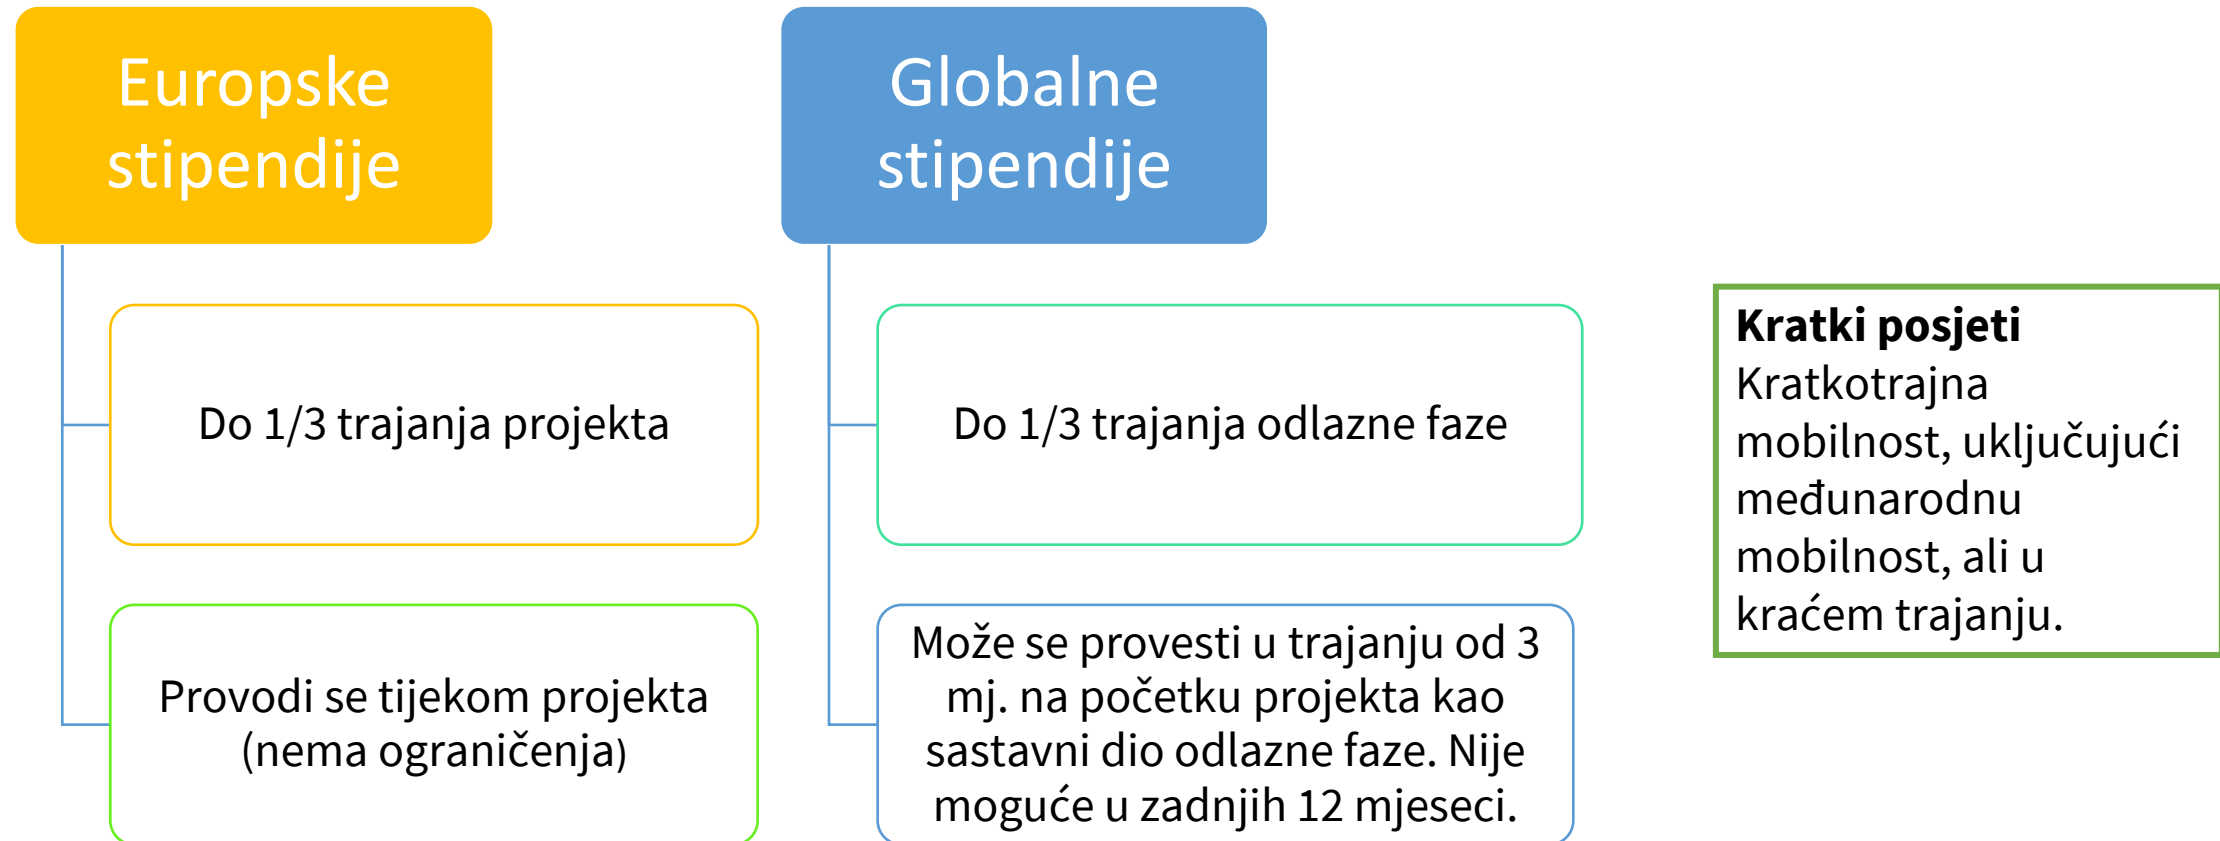 Europske
stipendije
Do 1/3 trajanja projekta
Provodi se tijekom projekta
(nema ograničenja)
Globalne
stipendije
Do 1/3 trajanja odlazne faze
Može se provesti u trajanju od 3
mj. na početku projekta kao
sastavni dio odlazne faze. Nije
moguće u zadnjih 12 mjeseci.
Kratki posjeti
Kratkotrajna
mobilnost, uključujući
međunarodnu
mobilnost, ali u
kraćem trajanju.